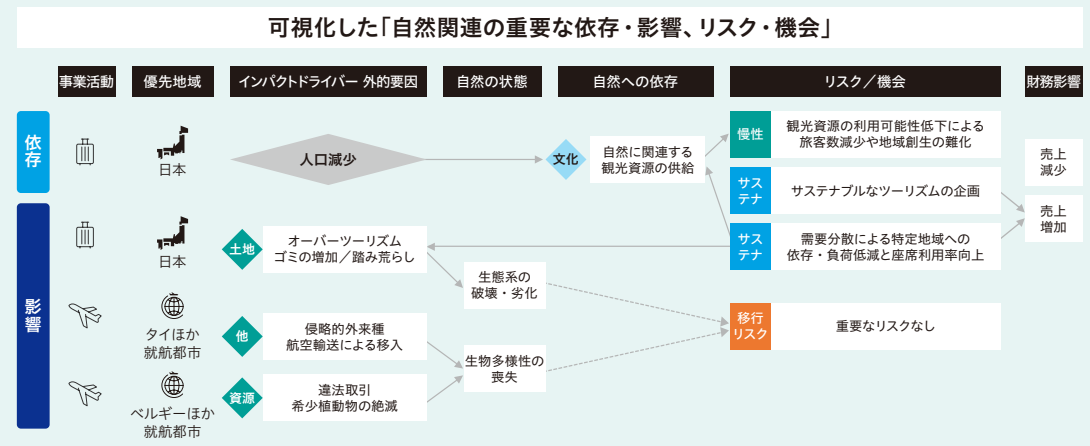 可視化した「自然関連の重要な依存・影響、リスク・機会」
事業活動
優先地域
インパクトドライバー 外的要因
自然の状態
自然への依存
リスク／機会
財務影響
依存
日本
人口減少
文化
自然に関連する
観光資源の供給
慢性
観光資源の利用可能性低下による
旅客数減少や地域創生の難化
売上
減少
サス
テナ
サステナブルなツーリズムの企画
売上
増加
影響
日本
土地
オーバーツーリズム
ゴミの増加／踏み荒らし
サス
テナ
需要分散による特定地域への
依存・負荷低減と座席利用率向上
生態系の
破壊・劣化
タイほか
就航都市
他
侵略的外来種
航空輸送による移入
移行
リスク
重要なリスクなし
生物多様性の
喪失
ベルギーほか
就航都市
資源
違法取引
希少植動物の絶滅